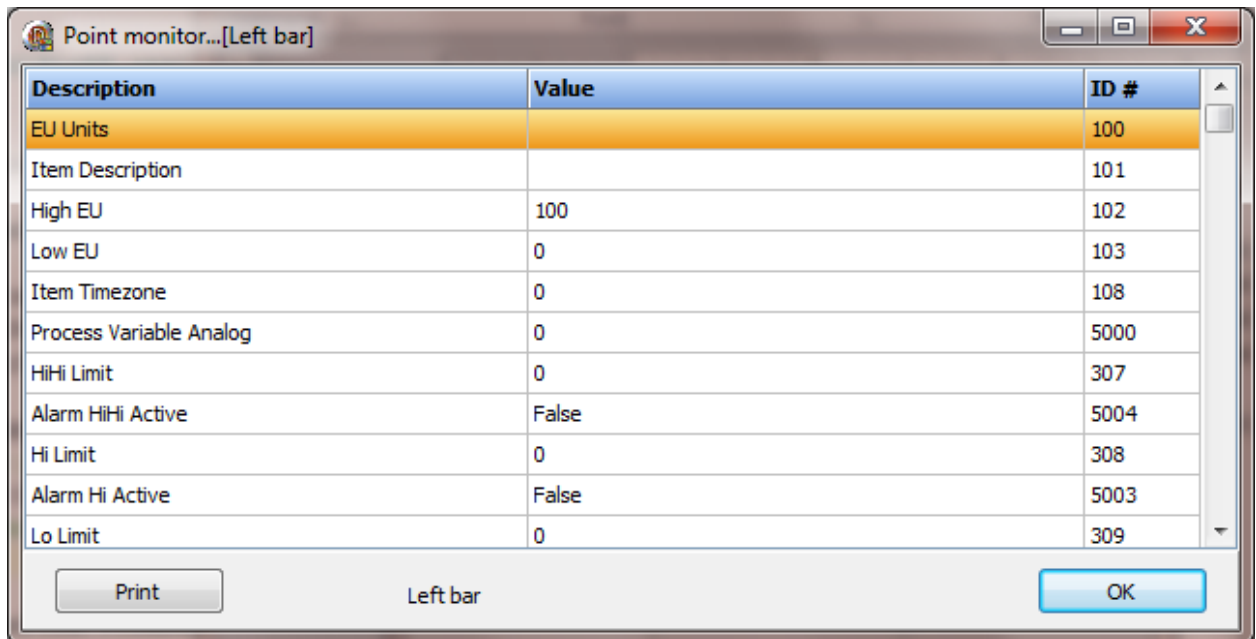 Point monitor...[Left bar]
Description Value ID #
EU Units 100
Item Description 101
High EU 100 102
Low EU 0 103
Item Timezone 0 108
Process Variable Analog 0 5000
HiHi Limit 0 307
Alarm HiHi Active False 5004
Hi Limit 0 308
Alarm Hi Active False 5003
Lo Limit 0 309
Print Left bar OK